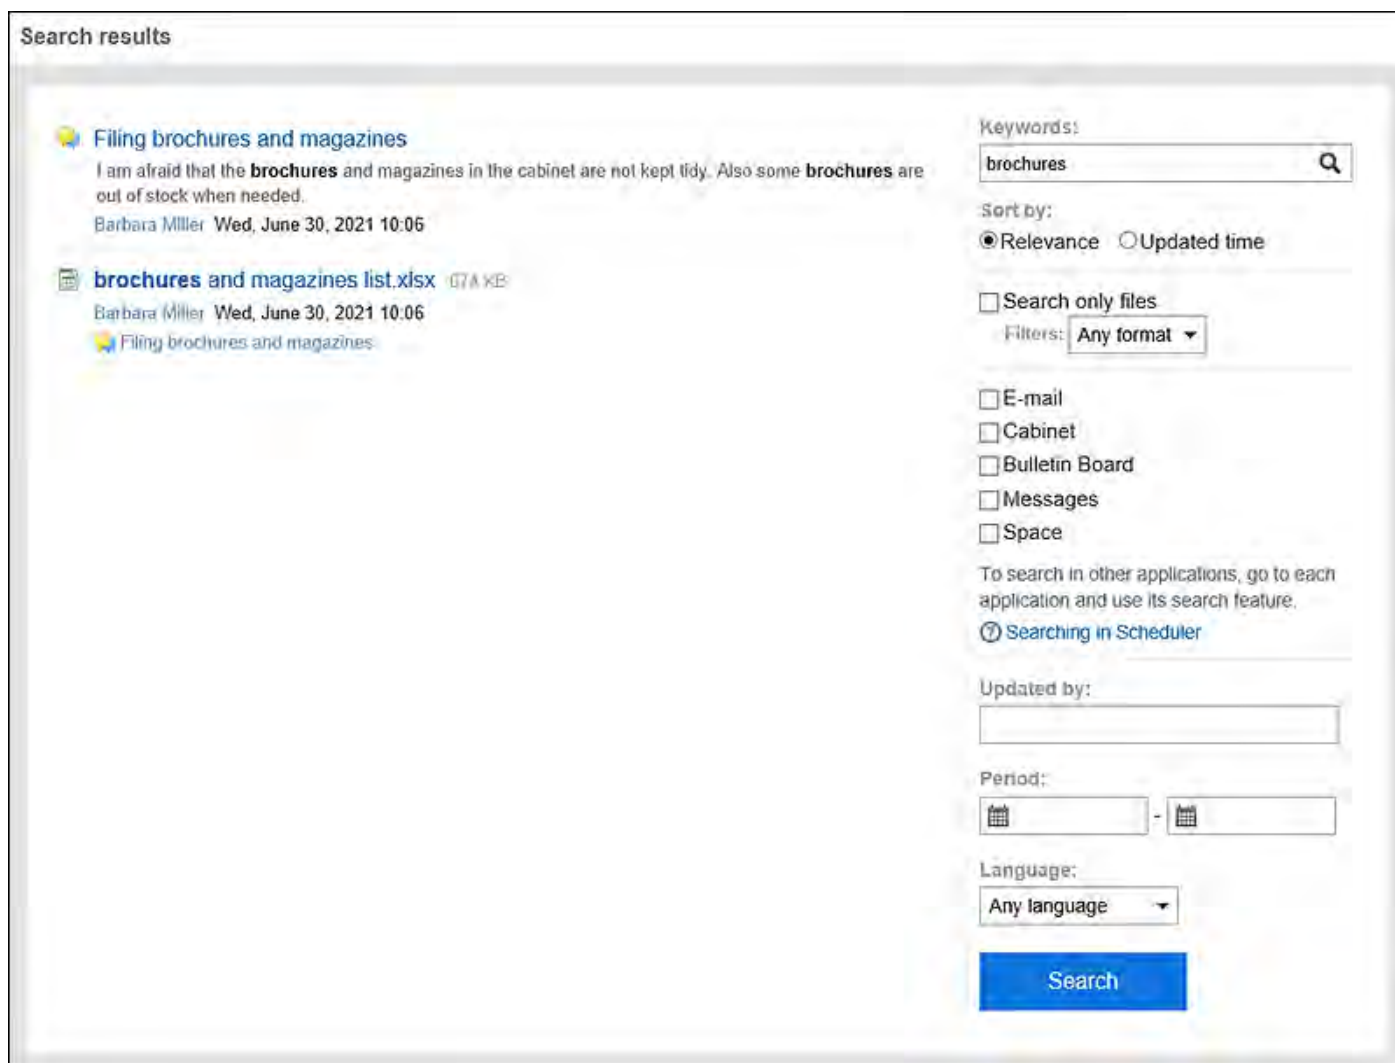 Search results
Filing brochures and magazines
I am afraid that the brochures and magazines in the cabinet are not kept tidy. Also some brochures are
out of stock when needed.
Barbara Miller Wed, June 30, 2021 10:06
brochures and magazines list.xlsx KB
Barbara Miller Wed, June 30, 2021 10:06
Filing brochures and magazines
Keywords:
brochures
Sort by:
Relevance Updated time
Search only files
Filters: Any format
E-mail
Cabinet
Bulletin Board
Messages
Space
To search in other applications, go to each
application and use its search feature.
Searching in Scheduler
Updated by:
Period:
-
Language:
Any language
Search